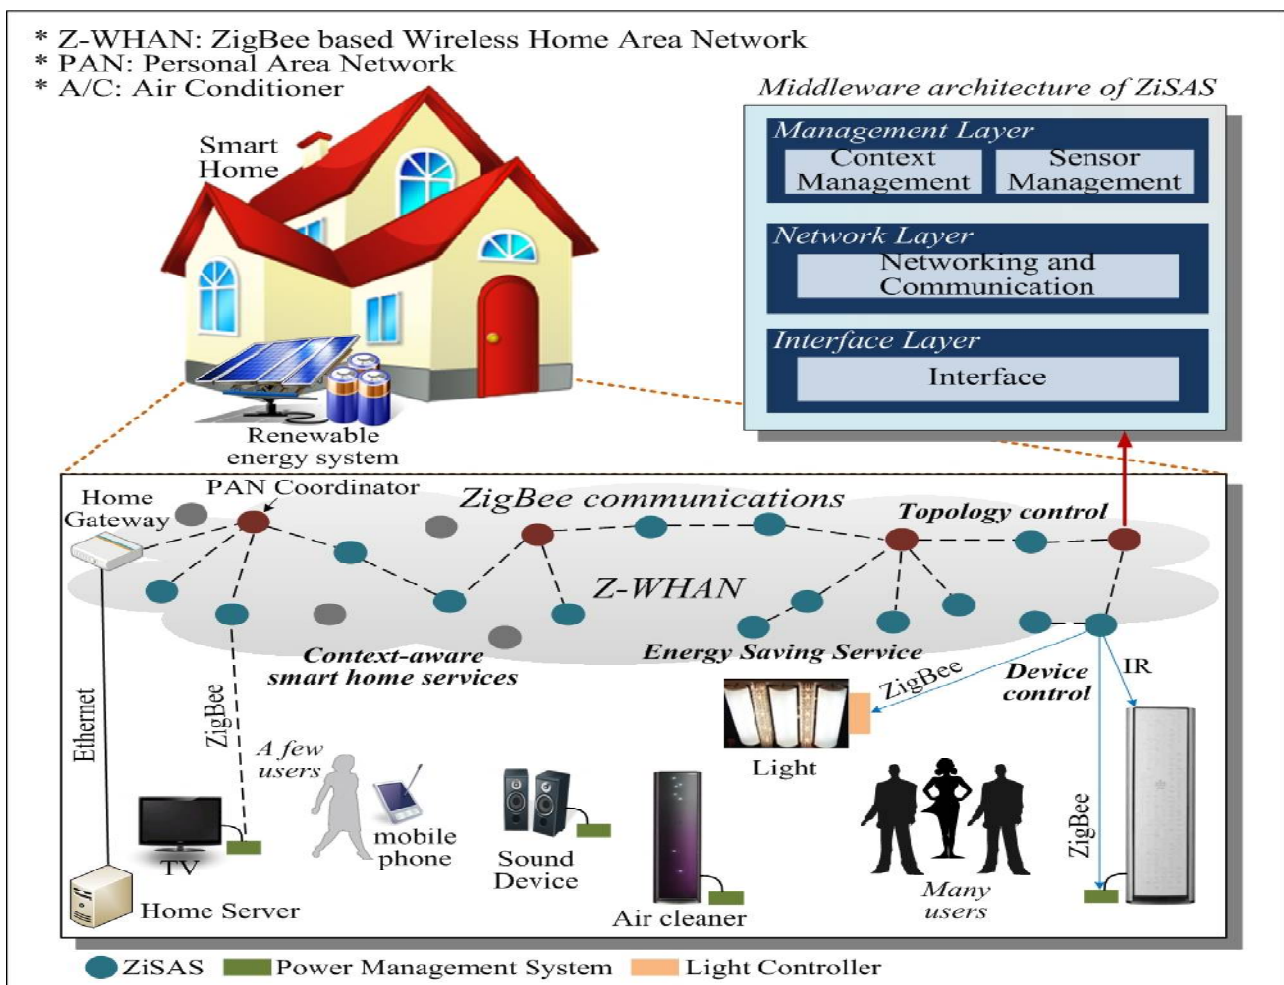 * Z-WHAN: ZigBee based Wireless Home Area Network
* PAN: Personal Area Network
* A/C: Air Conditioner
Smart
Home
Renewable
energy system
Middleware architecture of ZiSAS
Management Layer
Context
Management
Sensor
Management
Network Layer
Networking and
Communication
Interface Layer
Interface
Home
Gateway
PAN Coordinator
ZigBee communications
Topology control
Z-WHAN
Context-aware
smart home services
Energy Saving Service
Device
control
ZigBee
IR
Ethernet
ZigBee
A few
users
Light
ZigBee
TV
mobile
phone
Sound
Device
Air cleaner
Many
users
Home Server
ZiSAS
Power Management System
Light Controller